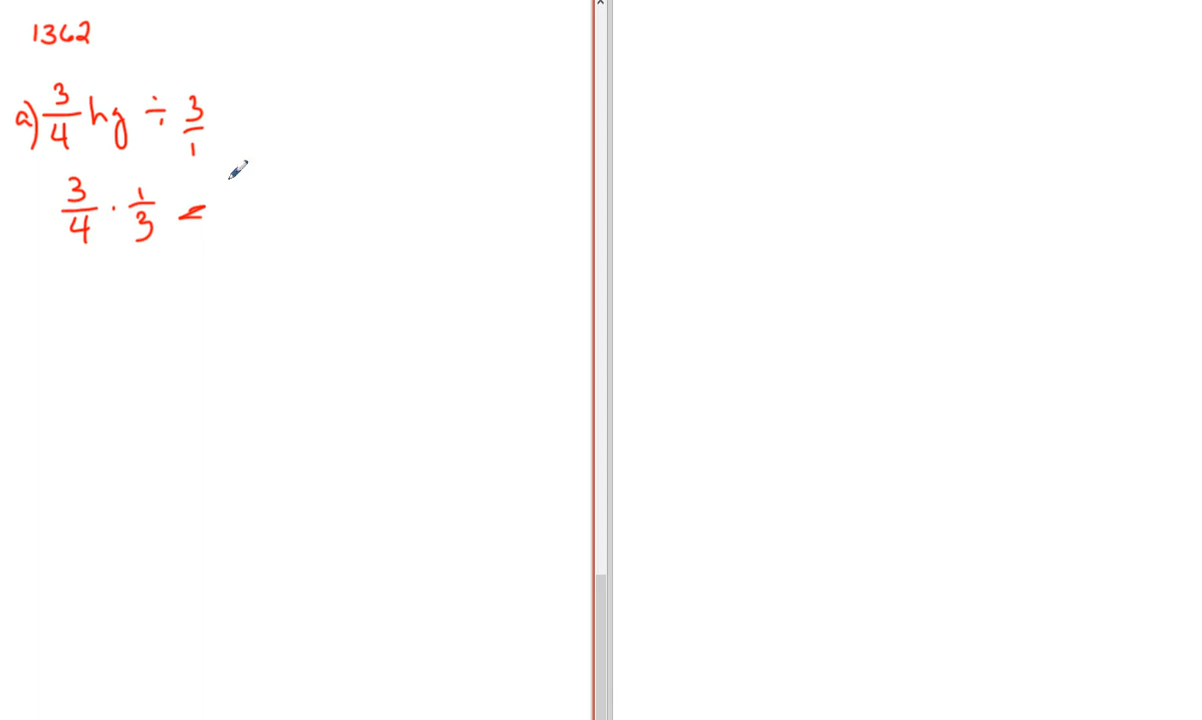 1362
a) 3/4 hg ÷ 3/1
3/4 · 1/3 =